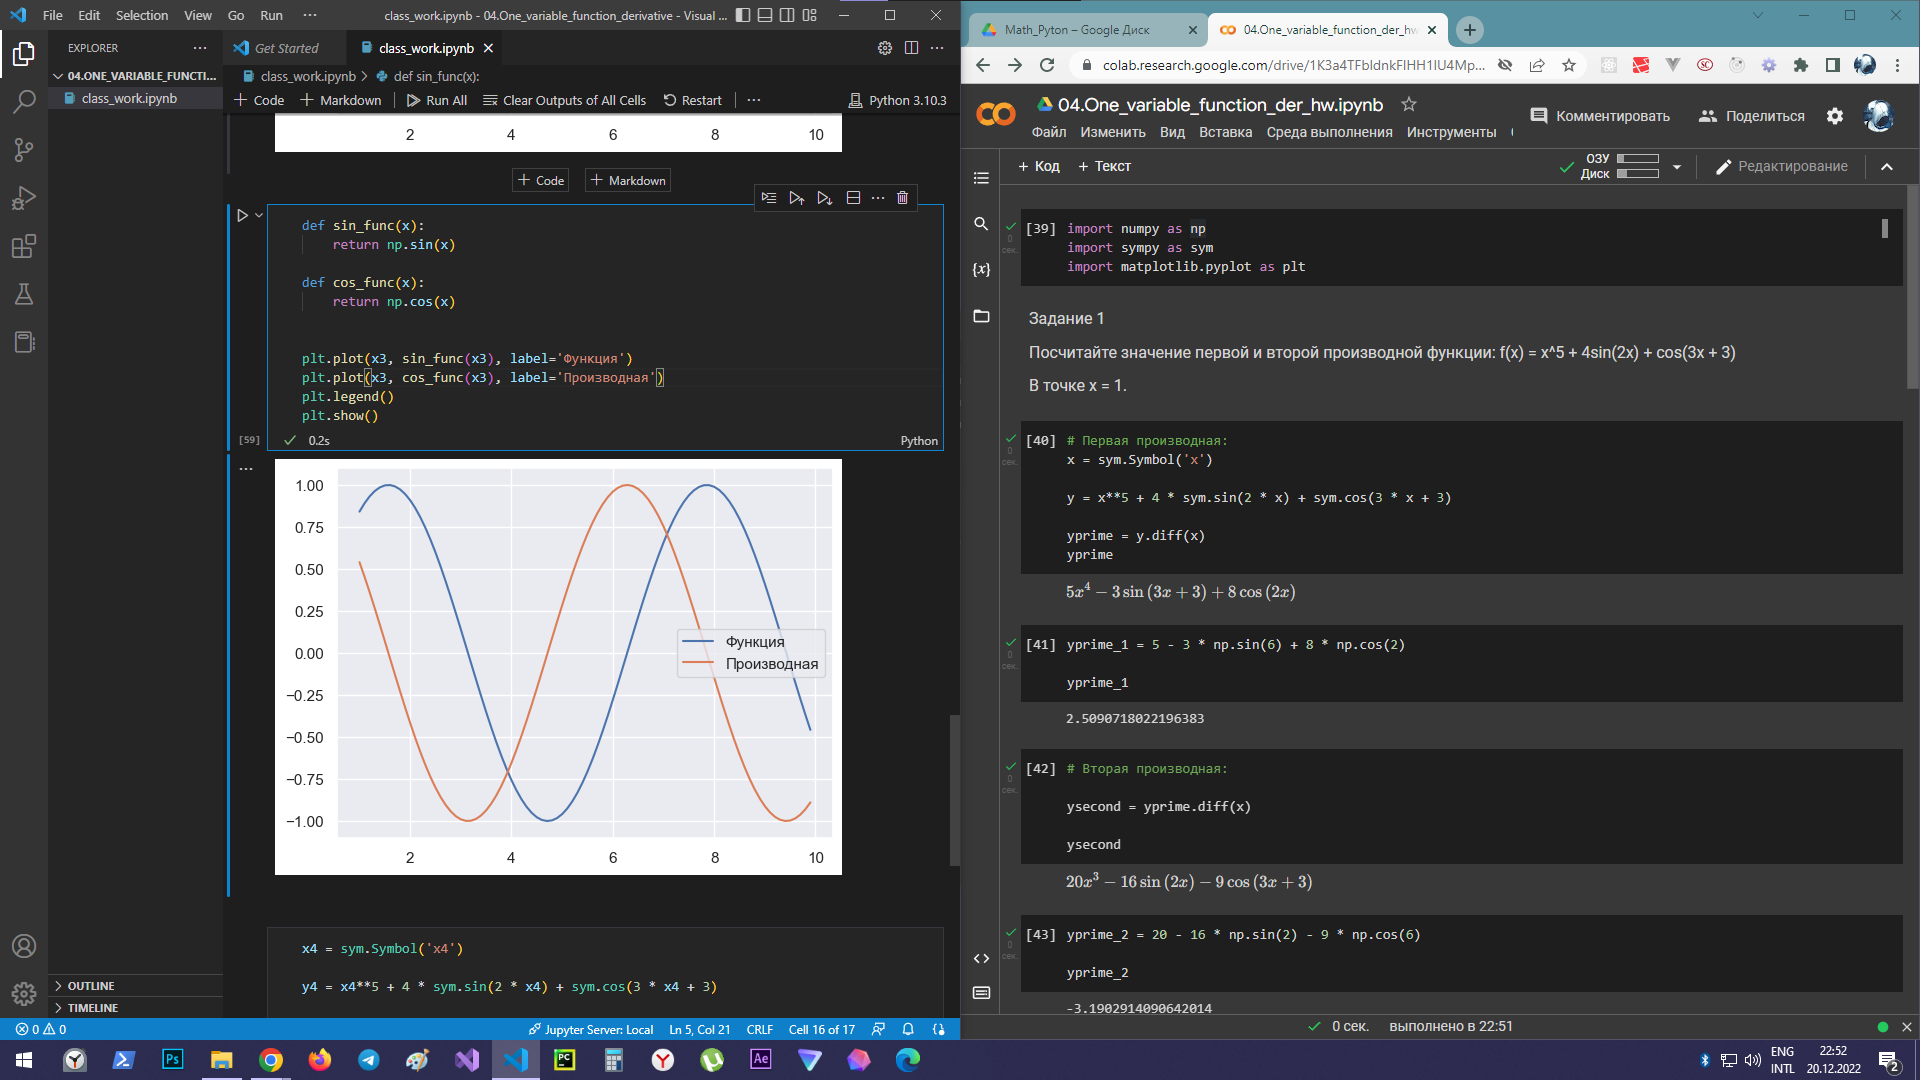 File Edit Selection View Go Run ··· class_work.ipynb - 04.One_variable_function_derivative - Visual ...
EXPLORER ···
04.ONE_VARIABLE_FUNCTI...
class_work.ipynb
OUTLINE
TIMELINE
Get Started class_work.ipynb
class_work.ipynb > def sin_func(x):
+ Code + Markdown Run All Clear Outputs of All Cells Restart ··· Python 3.10.3
2 4 6 8 10
+ Code + Markdown
def sin_func(x):
return np.sin(x)
def cos_func(x):
return np.cos(x)
plt.plot(x3, sin_func(x3), label='Функция')
plt.plot(x3, cos_func(x3), label='Производная')
plt.legend()
plt.show()
[59] 0.2s Python
1.00
0.75
0.50
0.25
0.00
−0.25
−0.50
−0.75
−1.00
Функция
Производная
2 4 6 8 10
x4 = sym.Symbol('x4')
y4 = x4**5 + 4 * sym.sin(2 * x4) + sym.cos(3 * x4 + 3)
0 0 Jupyter Server: Local Ln 5, Col 21 CRLF Cell 16 of 17
Math_Pyton – Google Диск 04.One_variable_function_der_hw
colab.research.google.com/drive/1K3a4TFbldnkFlHH1lU4Mp...
04.One_variable_function_der_hw.ipynb
Комментировать Поделиться
Файл Изменить Вид Вставка Среда выполнения Инструменты
+ Код + Текст ОЗУ Диск Редактирование
[39] import numpy as np
import sympy as sym
import matplotlib.pyplot as plt
Задание 1
Посчитайте значение первой и второй производной функции: f(x) = x^5 + 4sin(2x) + cos(3x + 3)
В точке x = 1.
[40] # Первая производная:
x = sym.Symbol('x')
y = x**5 + 4 * sym.sin(2 * x) + sym.cos(3 * x + 3)
yprime = y.diff(x)
yprime
5x⁴ − 3 sin (3x + 3) + 8 cos (2x)
[41] yprime_1 = 5 - 3 * np.sin(6) + 8 * np.cos(2)
yprime_1
2.5090718022196383
[42] # Вторая производная:
ysecond = yprime.diff(x)
ysecond
20x³ − 16 sin (2x) − 9 cos (3x + 3)
[43] yprime_2 = 20 - 16 * np.sin(2) - 9 * np.cos(6)
yprime_2
-3.1902914090642014
0 сек. выполнено в 22:51
ENG
INTL
22:52
20.12.2022
2